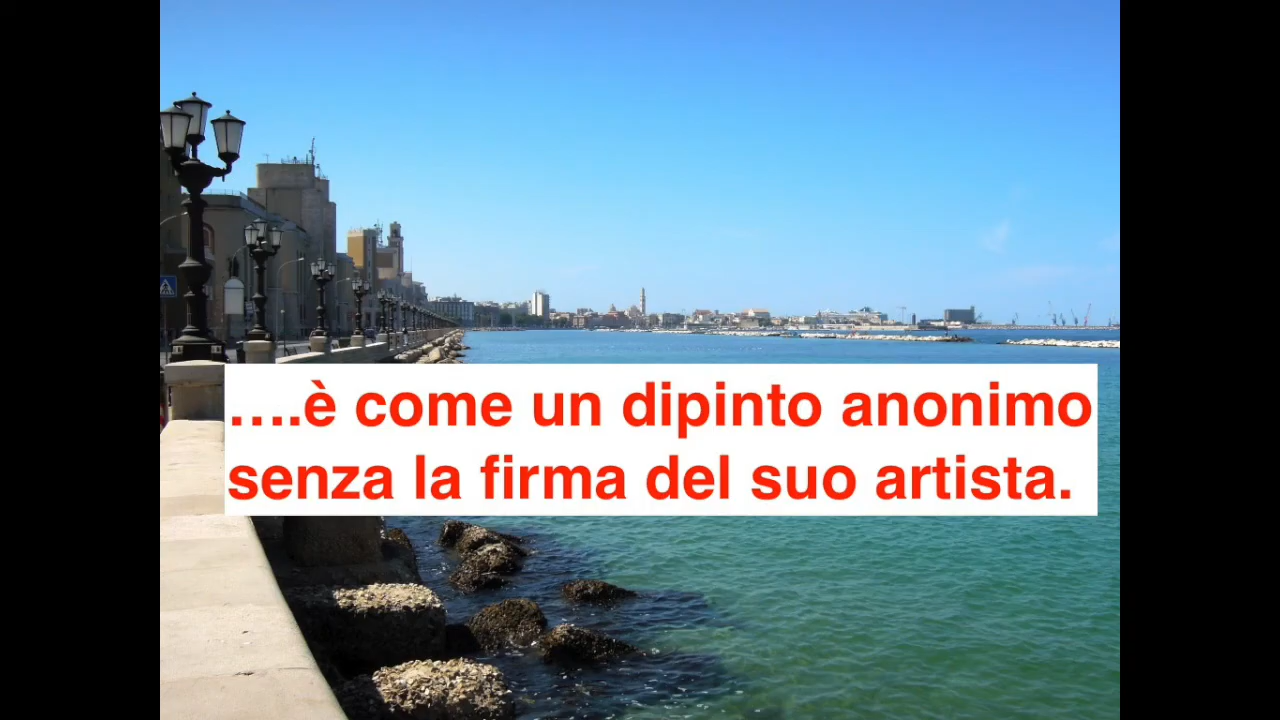 ....è come un dipinto anonimo
senza la firma del suo artista.